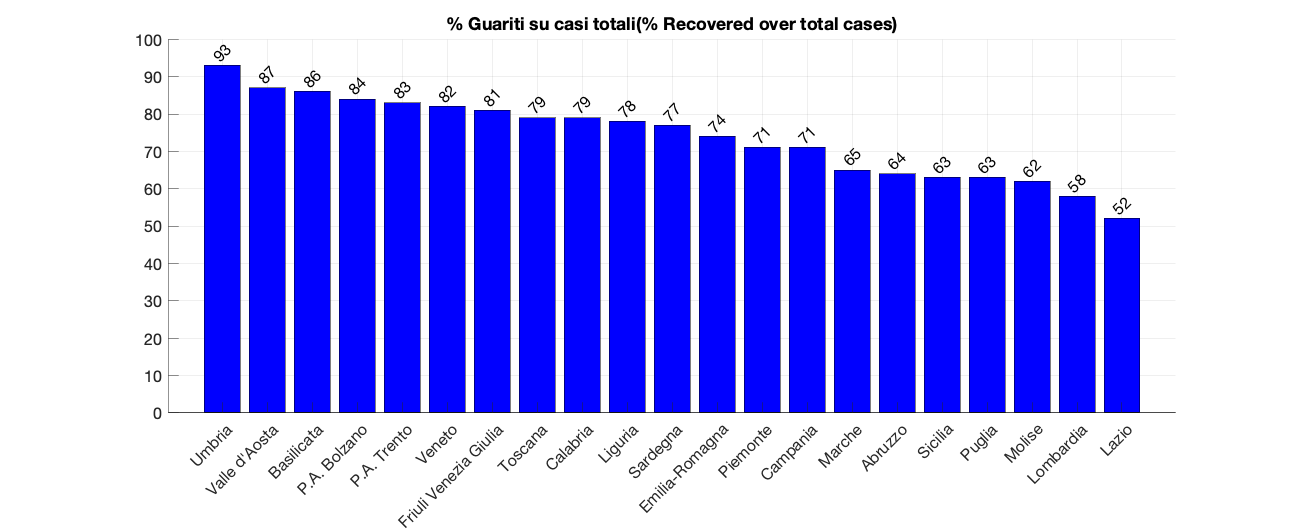 % Guariti su casi totali(% Recovered over total cases)
100
90
80
70
60
50
40
30
20
10
0
93
87
86
84
83
82
81
79
79
78
77
74
71
71
65
64
63
63
62
58
52
Umbria
Valle d'Aosta
Basilicata
P.A. Bolzano
P.A. Trento
Veneto
Friuli Venezia Giulia
Toscana
Calabria
Liguria
Sardegna
Emilia-Romagna
Piemonte
Campania
Marche
Abruzzo
Sicilia
Puglia
Molise
Lombardia
Lazio